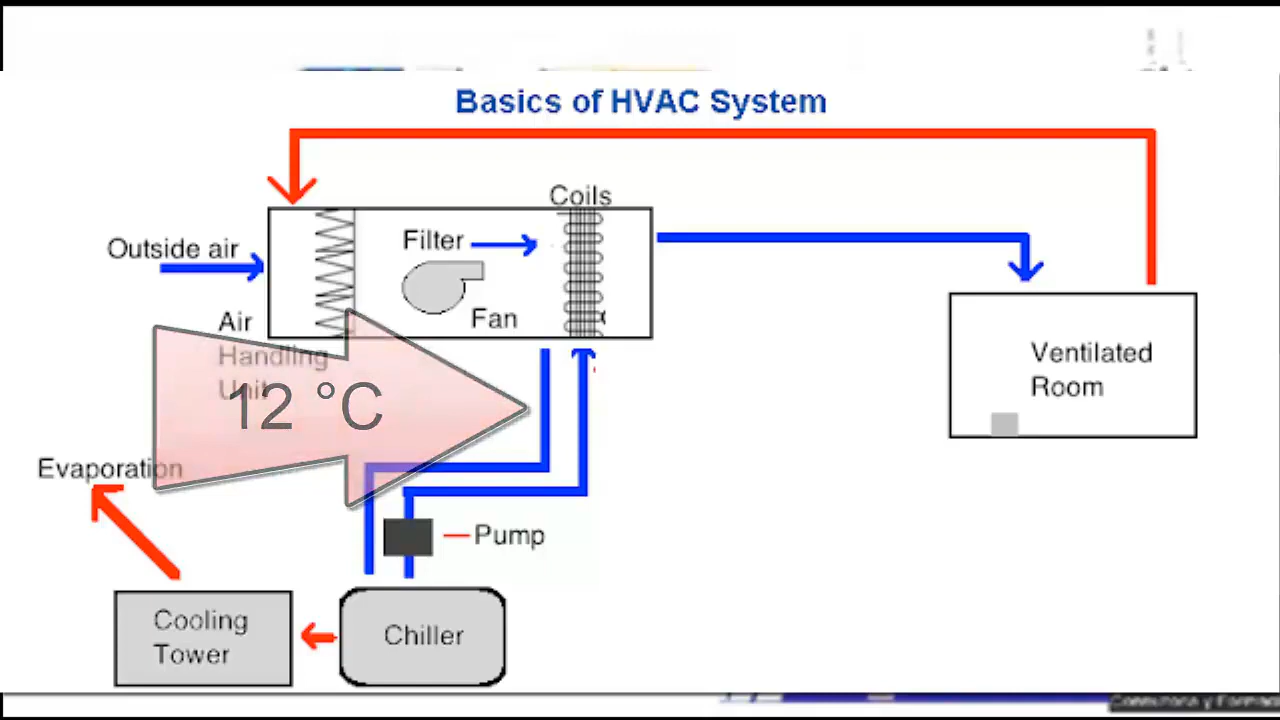 Basics of HVAC System
Coils
Outside air
Filter
Fan
Air
Handling
Unit
12 °C
Ventilated
Room
Evaporation
Pump
Cooling
Tower
Chiller